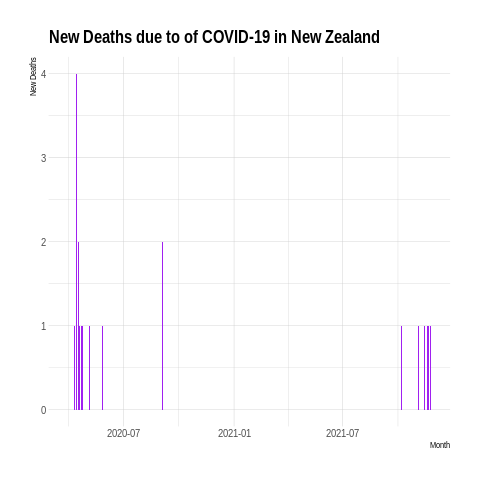 New Deaths due to of COVID-19 in New Zealand
New Deaths
4
3
2
1
0
2020-07
2021-01
2021-07
Month